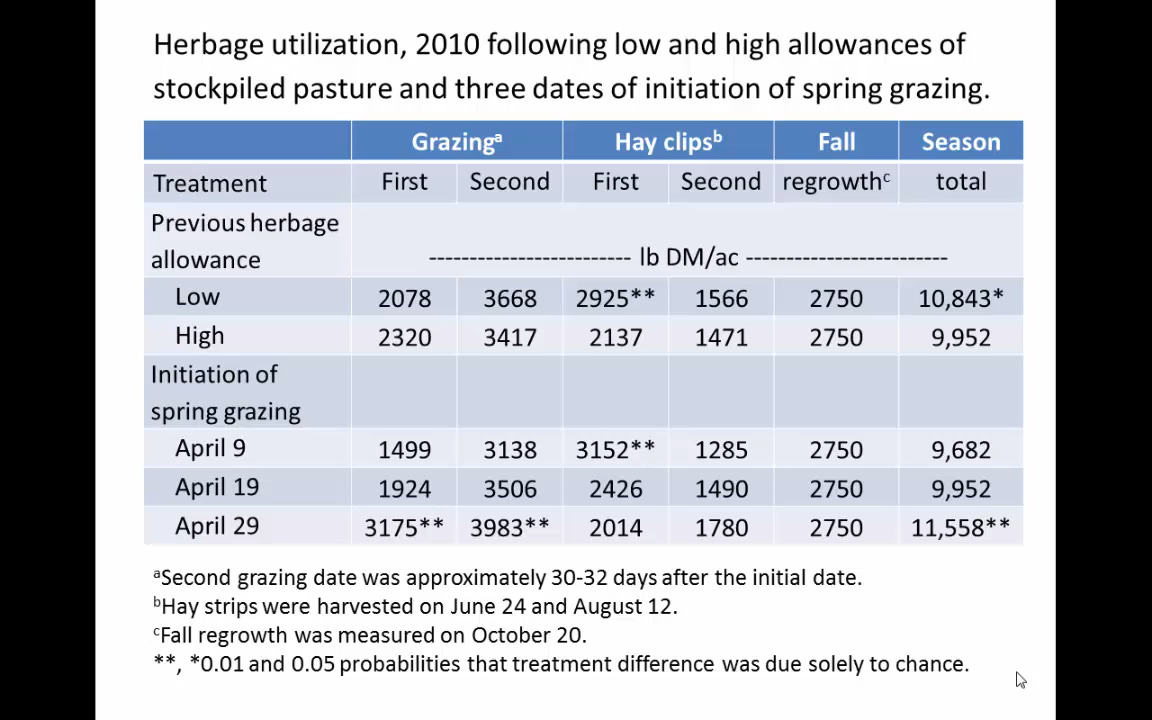 Herbage utilization, 2010 following low and high allowances of
stockpiled pasture and three dates of initiation of spring grazing.
Grazingᵃ Hay clipsᵇ Fall Season
Treatment First Second First Second regrowthᶜ total
Previous herbage
allowance ------------------------- lb DM/ac -------------------------
Low 2078 3668 2925** 1566 2750 10,843*
High 2320 3417 2137 1471 2750 9,952
Initiation of
spring grazing
April 9 1499 3138 3152** 1285 2750 9,682
April 19 1924 3506 2426 1490 2750 9,952
April 29 3175** 3983** 2014 1780 2750 11,558**
ᵃSecond grazing date was approximately 30-32 days after the initial date.
ᵇHay strips were harvested on June 24 and August 12.
ᶜFall regrowth was measured on October 20.
**, *0.01 and 0.05 probabilities that treatment difference was due solely to chance.